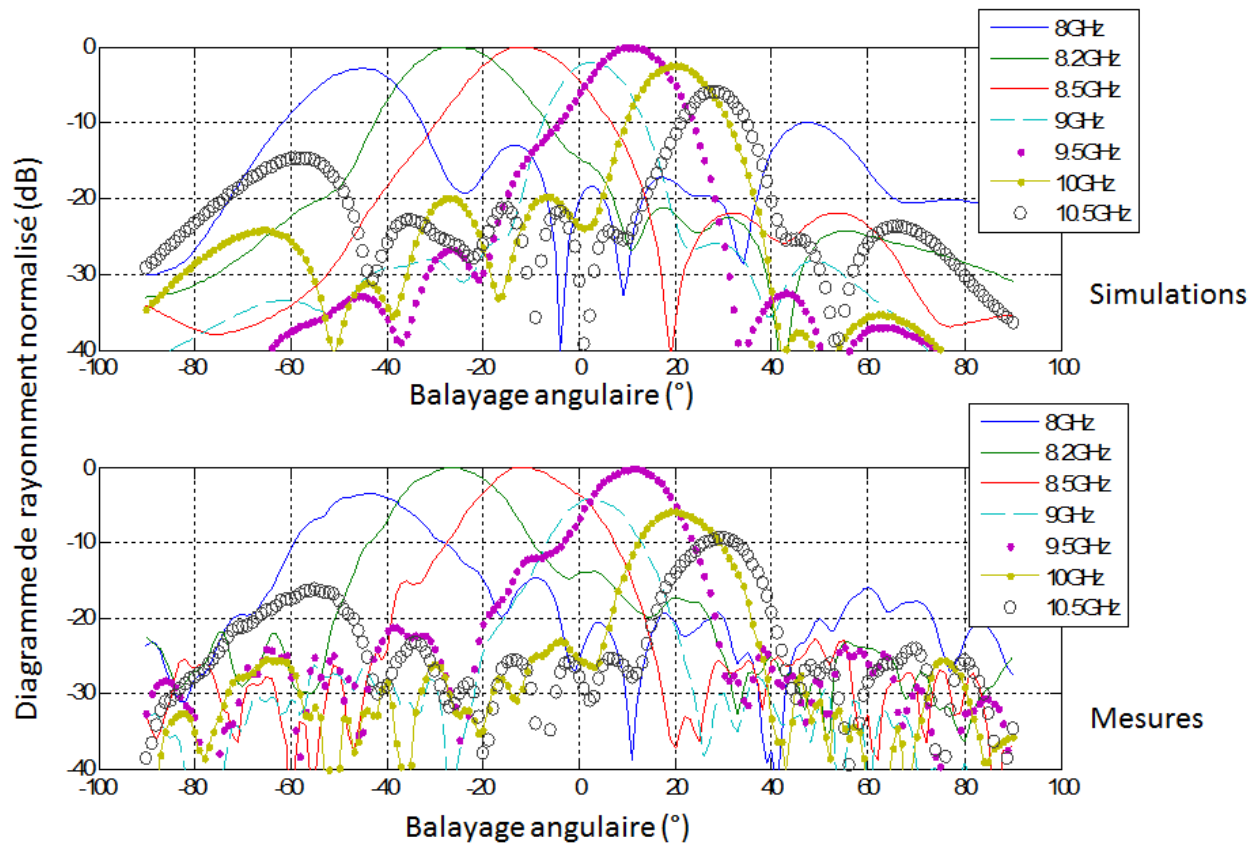 Diagramme de rayonnment normalisé (dB)
0
-10
-20
-30
-40
-100 -80 -60 -40 -20 0 20 40 60 80 100
Balayage angulaire (°)
8GHz
8.2GHz
8.5GHz
9GHz
9.5GHz
10GHz
10.5GHz
Simulations
0
-10
-20
-30
-40
-100 -80 -60 -40 -20 0 20 40 60 80 100
Balayage angulaire (°)
8GHz
8.2GHz
8.5GHz
9GHz
9.5GHz
10GHz
10.5GHz
Mesures